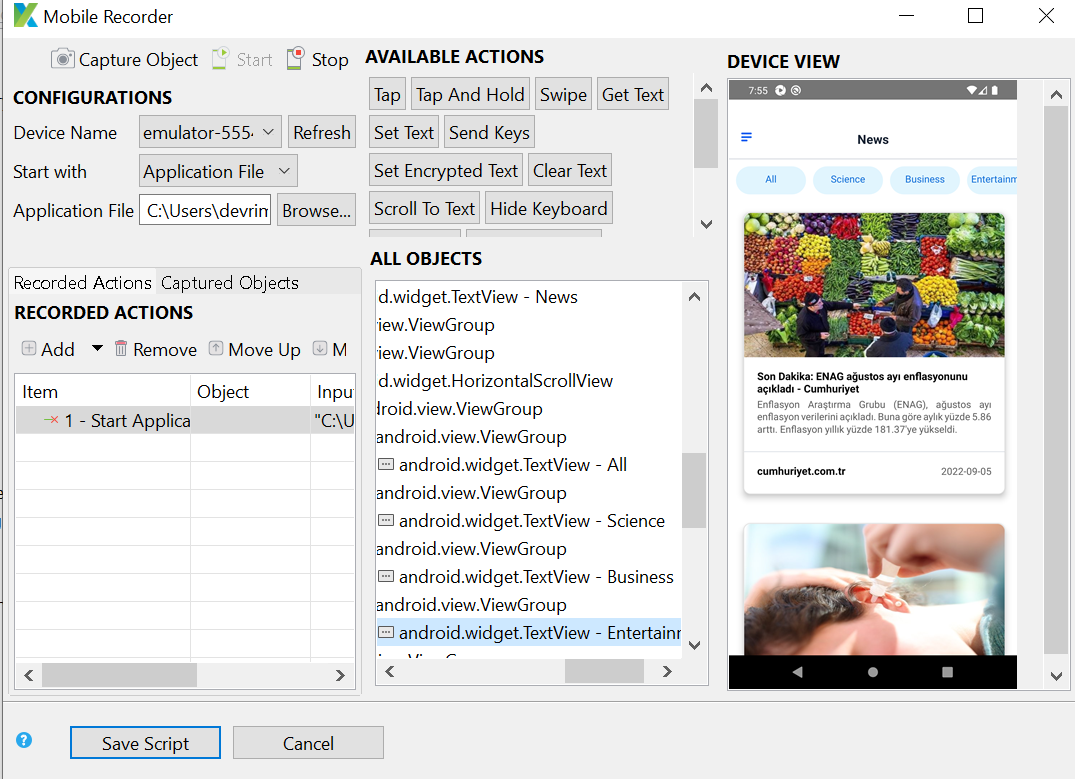 Mobile Recorder
Capture Object Start Stop
CONFIGURATIONS
Device Name emulator-5554 Refresh
Start with Application File
Application File C:\Users\devrim Browse...
AVAILABLE ACTIONS
Tap Tap And Hold Swipe Get Text
Set Text Send Keys
Set Encrypted Text Clear Text
Scroll To Text Hide Keyboard
Recorded Actions Captured Objects
RECORDED ACTIONS
Add Remove Move Up M
Item Object Inpu
1 - Start Applica "C:\U
ALL OBJECTS
d.widget.TextView - News
iew.ViewGroup
iew.ViewGroup
d.widget.HorizontalScrollView
droid.view.ViewGroup
android.view.ViewGroup
android.widget.TextView - All
android.view.ViewGroup
android.widget.TextView - Science
android.view.ViewGroup
android.widget.TextView - Business
android.view.ViewGroup
android.widget.TextView - Entertainn
DEVICE VIEW
7:55
News
All Science Business Entertainm
Son Dakika: ENAG ağustos ayı enflasyonunu
açıkladı - Cumhuriyet
Enflasyon Araştırma Grubu (ENAG), ağustos ayı
enflasyon verilerini açıkladı. Buna göre aylık yüzde 5.86
arttı. Enflasyon yıllık yüzde 181.37'ye yükseldi.
cumhuriyet.com.tr 2022-09-05
Save Script Cancel